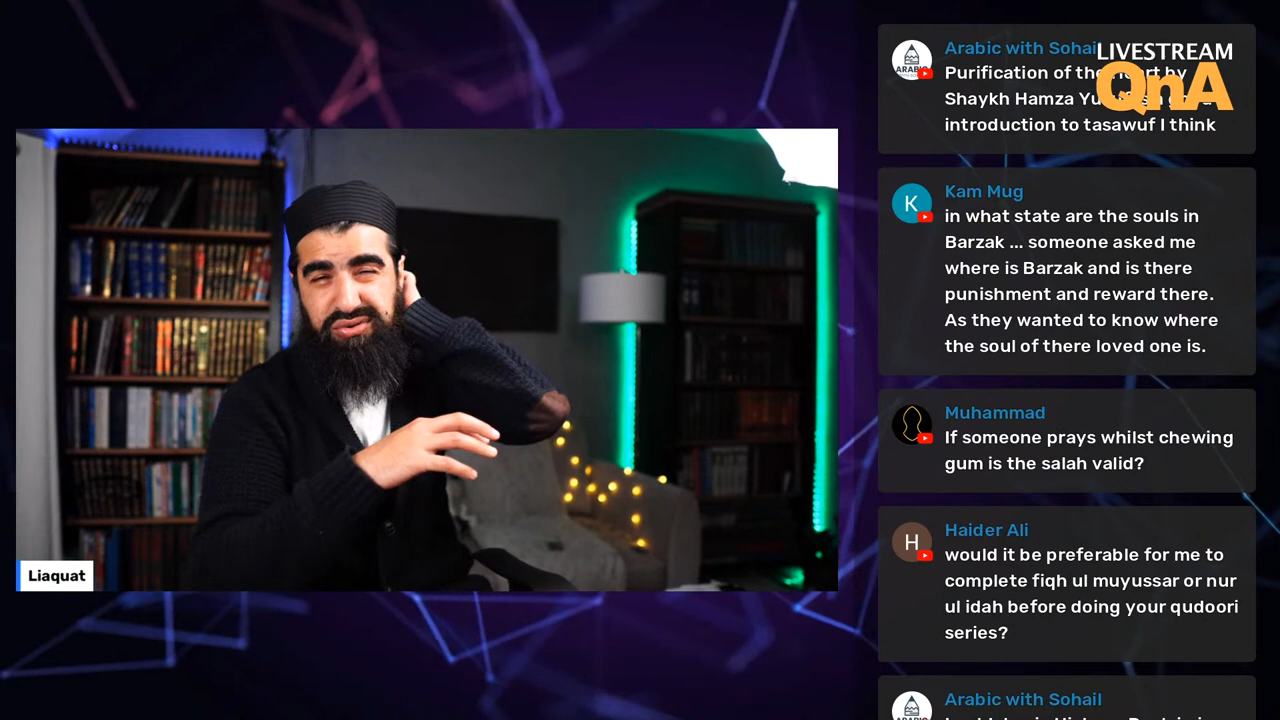 Arabic with Sohail
LIVESTREAM
QnA
Purification of the heart by
Shaykh Hamza
introduction to tasawuf I think
Kam Mug
in what state are the souls in
Barzak ... someone asked me
where is Barzak and is there
punishment and reward there.
As they wanted to know where
the soul of there loved one is.
Muhammad
If someone prays whilst chewing
gum is the salah valid?
Haider Ali
would it be preferable for me to
complete fiqh ul muyussar or nur
ul idah before doing your qudoori
series?
Arabic with Sohail
Liaquat
K
H
ARABIC